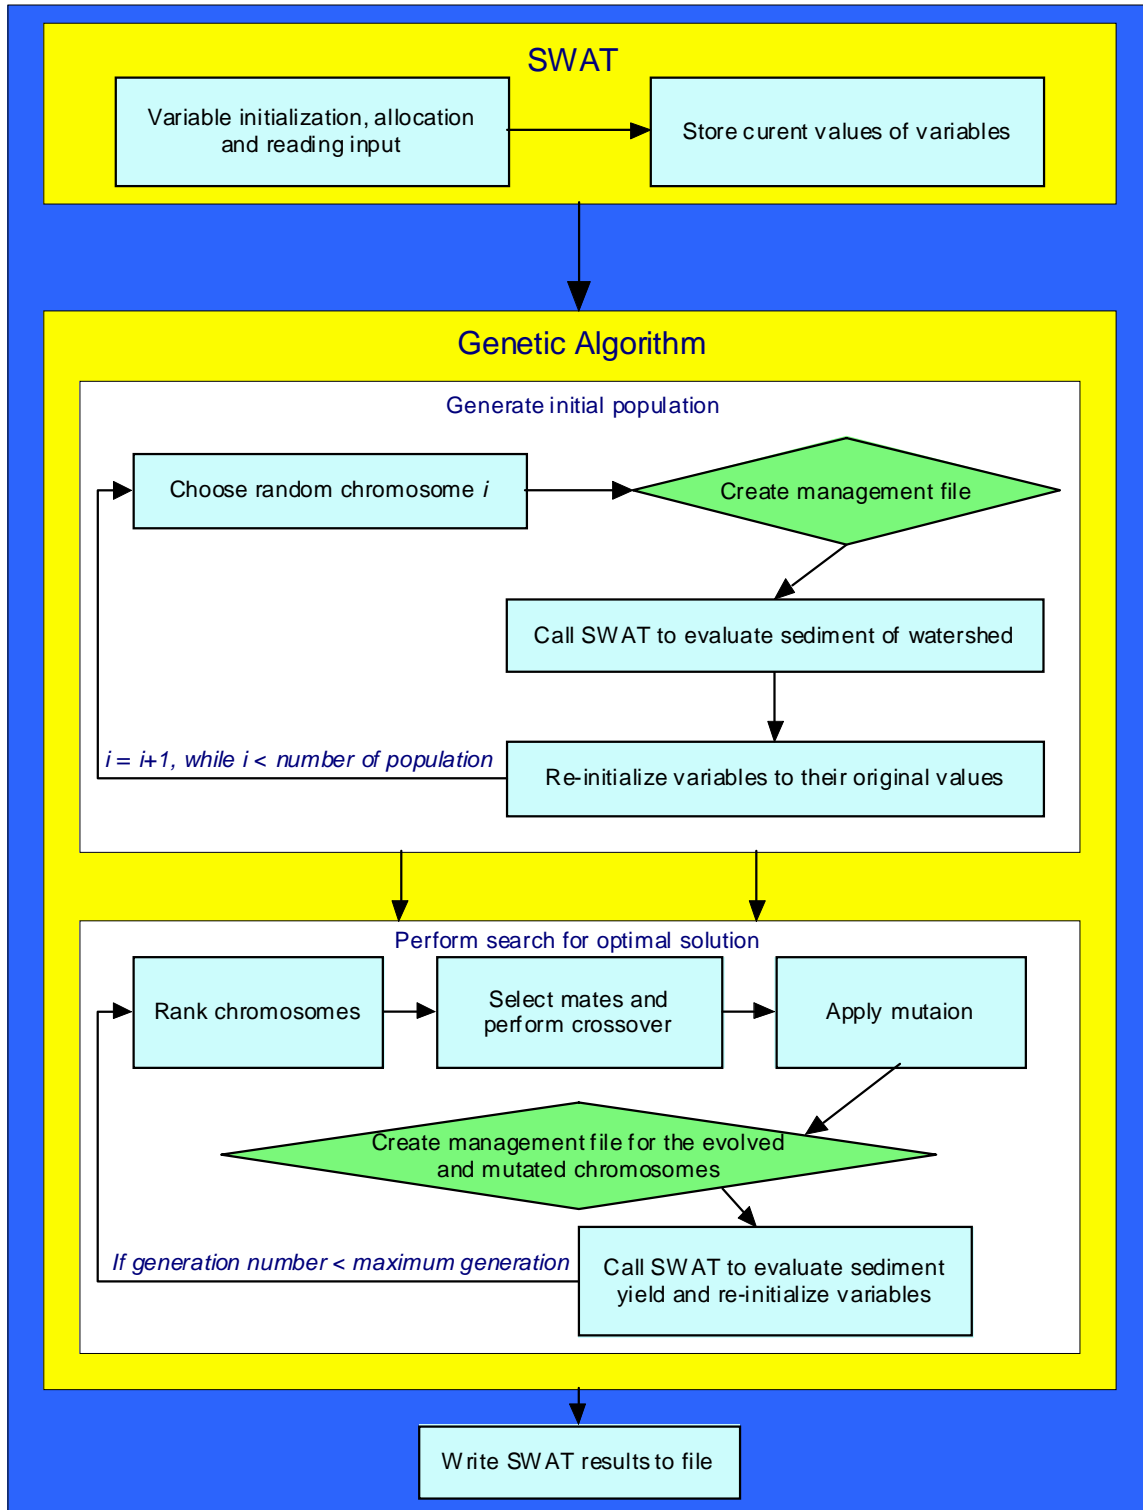 SWAT
Variable initialization, allocation
and reading input
Store curent values of variables
Genetic Algorithm
Generate initial population
Choose random chromosome i
Create management file
Call SWAT to evaluate sediment of watershed
i = i+1, while i < number of population
Re-initialize variables to their original values
Perform search for optimal solution
Rank chromosomes
Select mates and
perform crossover
Apply mutaion
Create management file for the evolved
and mutated chromosomes
If generation number < maximum generation
Call SWAT to evaluate sediment
yield and re-initialize variables
Write SWAT results to file